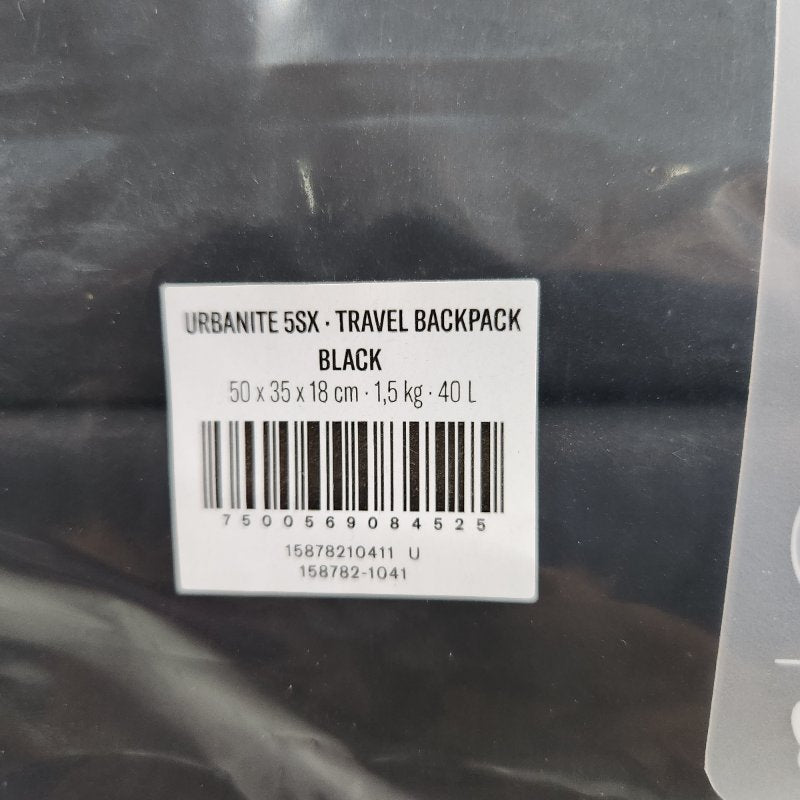 URBANITE 5SX · TRAVEL BACKPACK
BLACK
50 x 35 x 18 cm · 1,5 kg · 40 L
7500569084525
15878210411 U
158782-1041